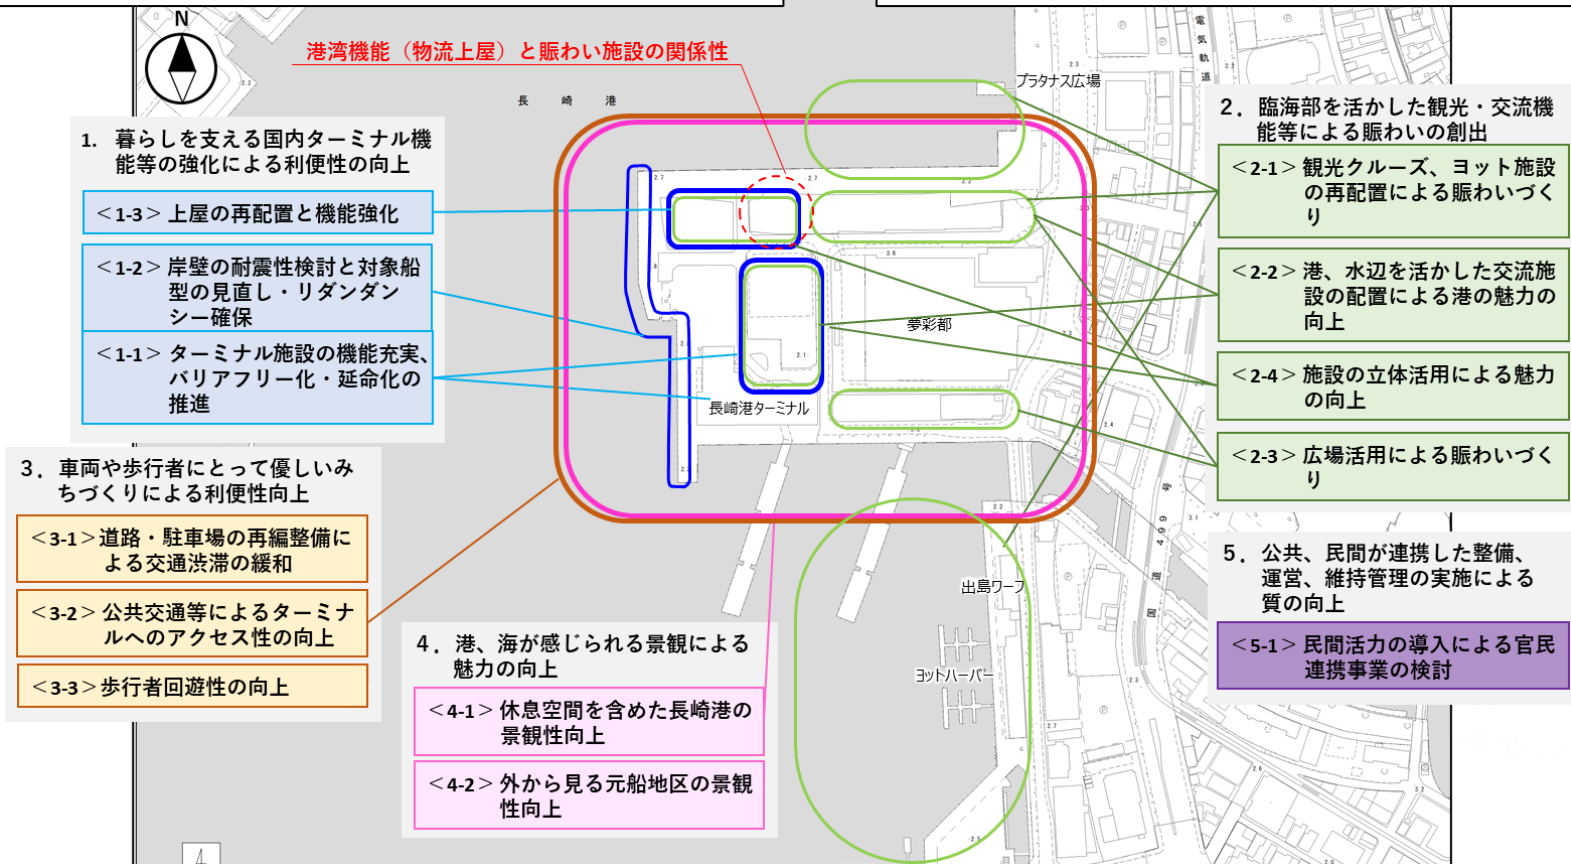 N
港湾機能（物流上屋）と賑わい施設の関係性
長　崎　港
プラタナス広場
電気軌道
1. 暮らしを支える国内ターミナル機
能等の強化による利便性の向上
＜1-3＞上屋の再配置と機能強化
＜1-2＞岸壁の耐震性検討と対象船
型の見直し・リダンダン
シー確保
＜1-1＞ターミナル施設の機能充実、
バリアフリー化・延命化の
推進
2．臨海部を活かした観光・交流機
能等による賑わいの創出
＜2-1＞観光クルーズ、ヨット施設
の再配置による賑わいづく
り
＜2-2＞港、水辺を活かした交流施
設の配置による港の魅力の
向上
＜2-4＞施設の立体活用による魅力
の向上
＜2-3＞広場活用による賑わいづく
り
夢彩都
長崎港ターミナル
3．車両や歩行者にとって優しいみ
ちづくりによる利便性向上
＜3-1＞道路・駐車場の再編整備に
よる交通渋滞の緩和
＜3-2＞公共交通等によるターミナ
ルへのアクセス性の向上
＜3-3＞歩行者回遊性の向上
4．港、海が感じられる景観による
魅力の向上
＜4-1＞休息空間を含めた長崎港の
景観性向上
＜4-2＞外から見る元船地区の景観
性向上
出島ワーフ
ヨットハーバー
国道499号
5．公共、民間が連携した整備、
運営、維持管理の実施による
質の向上
＜5-1＞民間活力の導入による官民
連携事業の検討